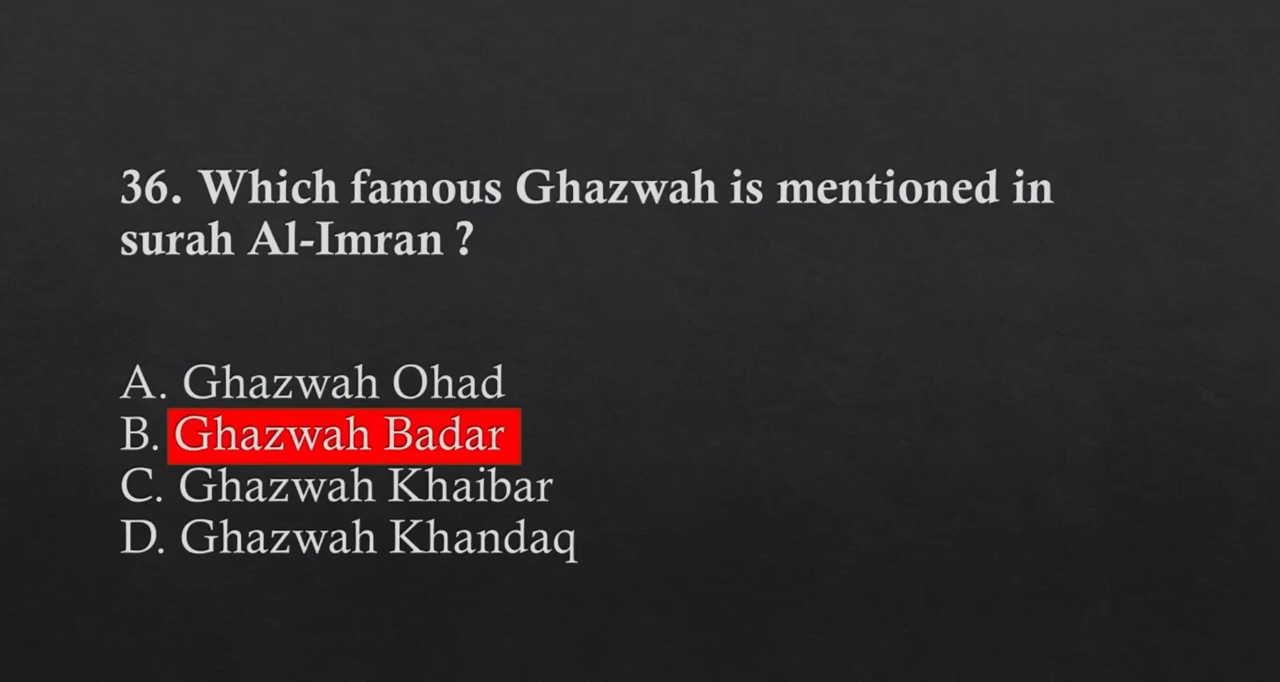 36. Which famous Ghazwah is mentioned in
surah Al-Imran ?
A. Ghazwah Ohad
B. Ghazwah Badar
C. Ghazwah Khaibar
D. Ghazwah Khandaq